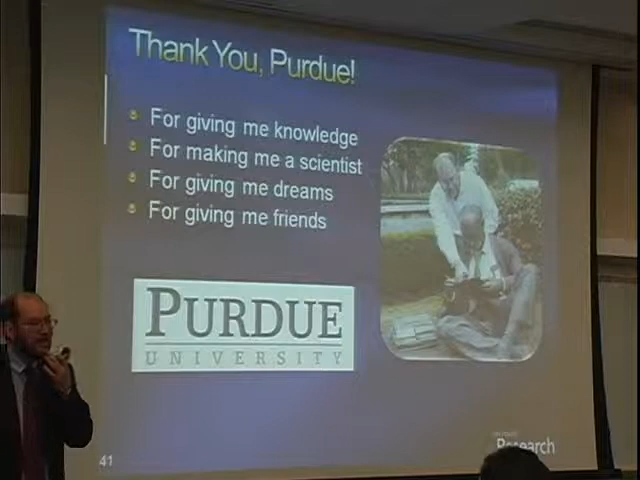 Thank You, Purdue!
For giving me knowledge
For making me a scientist
For giving me dreams
For giving me friends
PURDUE
UNIVERSITY
Research
41